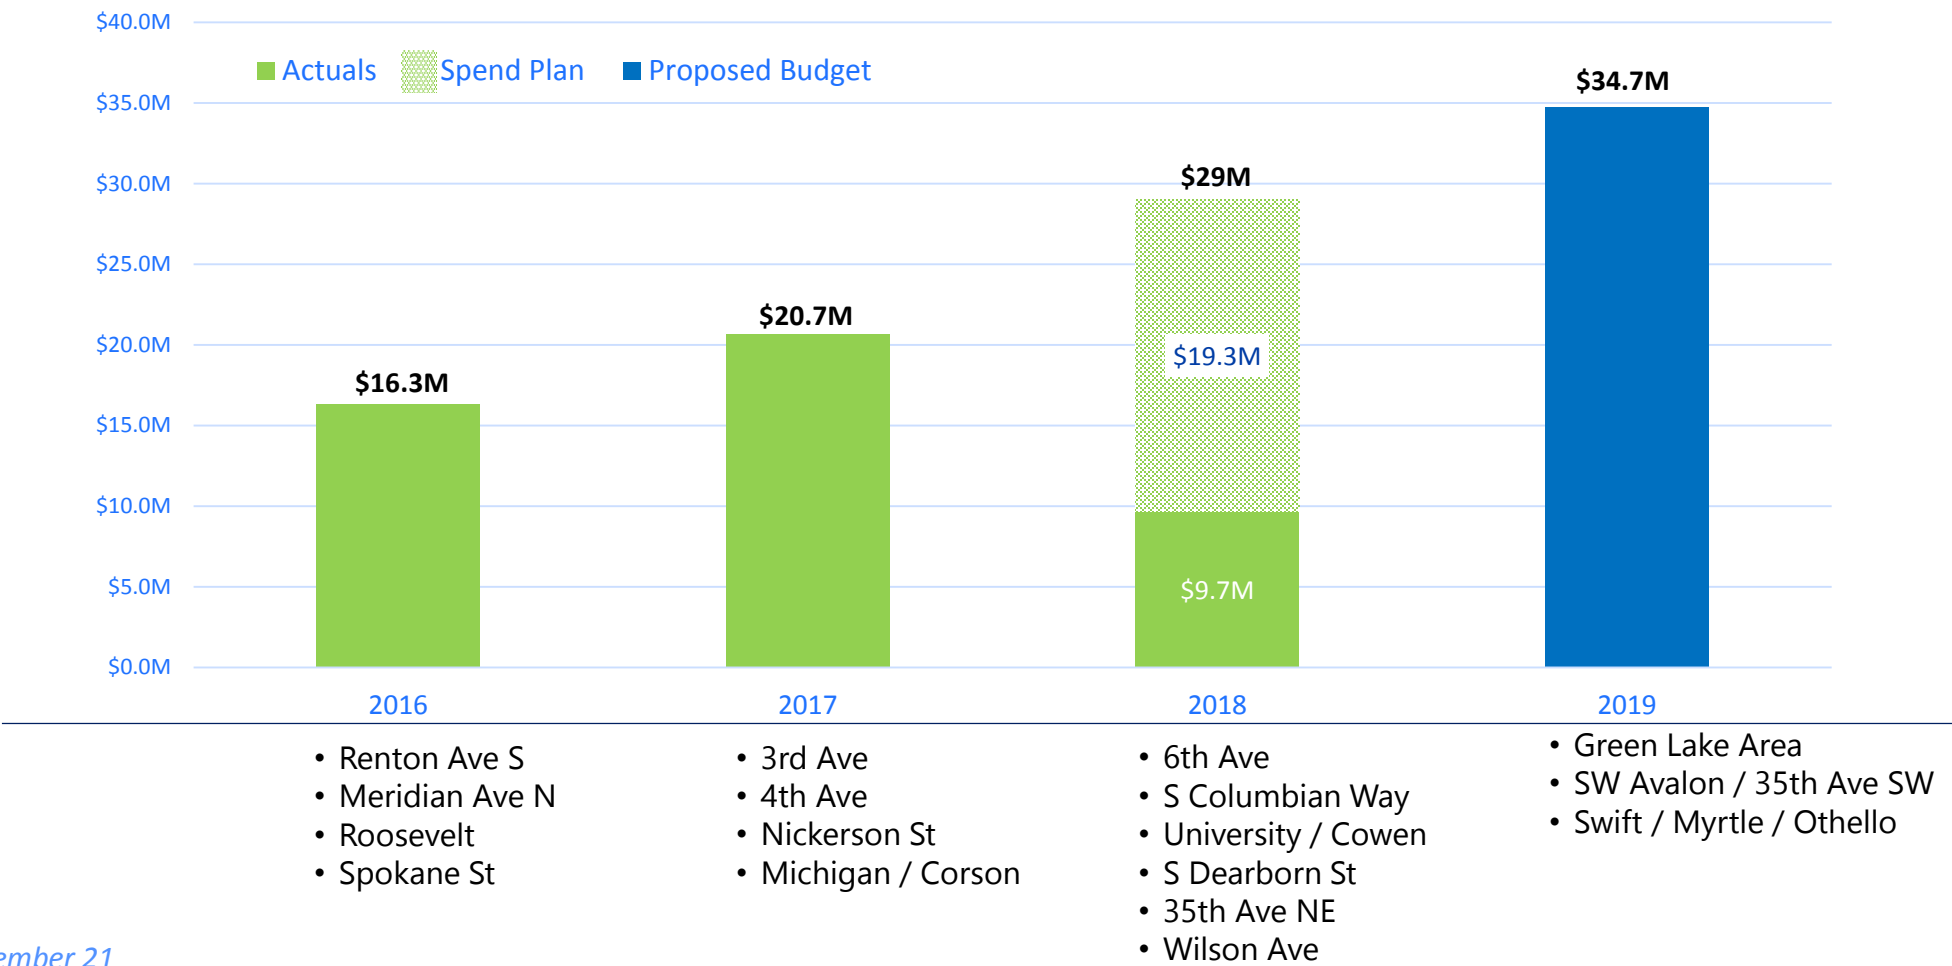 $40.0M
Actuals Spend Plan Proposed Budget
$34.7M
$35.0M
$29M
$30.0M
$25.0M
$20.7M
$20.0M
$19.3M
$16.3M
$15.0M
$10.0M
$9.7M
$5.0M
$0.0M
2016 2017 2018 2019
• Renton Ave S
• Meridian Ave N
• Roosevelt
• Spokane St
• 3rd Ave
• 4th Ave
• Nickerson St
• Michigan / Corson
• 6th Ave
• S Columbian Way
• University / Cowen
• S Dearborn St
• 35th Ave NE
• Wilson Ave
• Green Lake Area
• SW Avalon / 35th Ave SW
• Swift / Myrtle / Othello
21